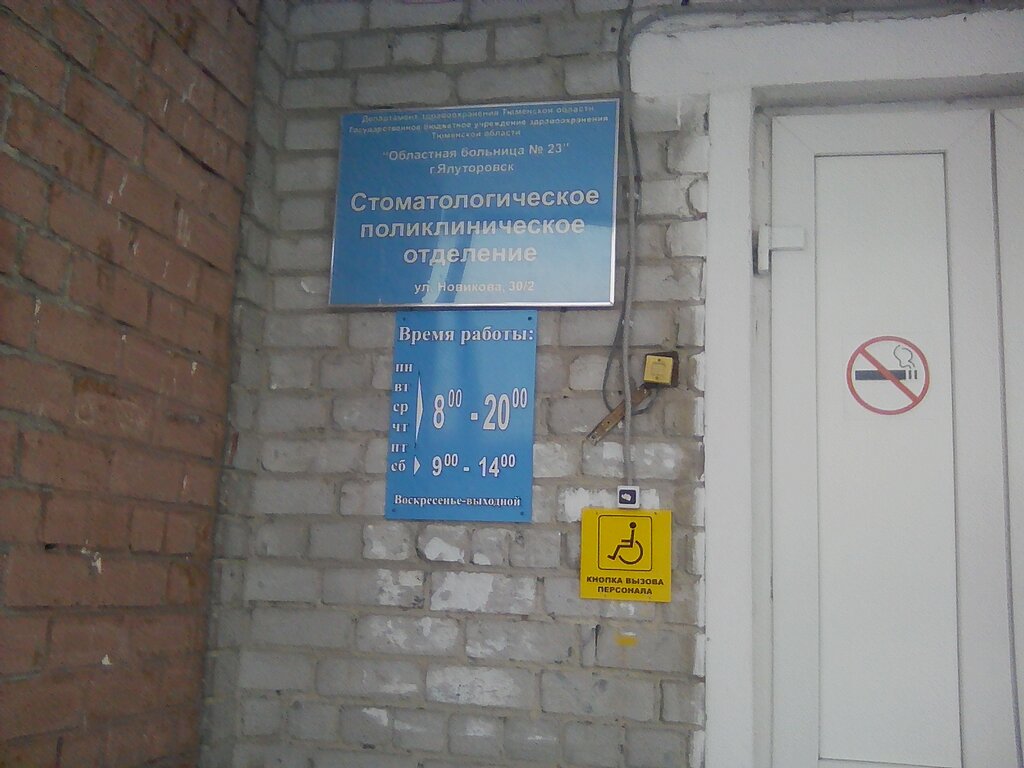 Департамент здравоохранения Тюменской области
Государственное бюджетное учреждение здравоохранения
Тюменской области
"Областная больница № 23"
г.Ялуторовск
Стоматологическое
поликлиническое
отделение
ул. Новикова, 30/2
Время работы:
пн
вт
ср
чт
пт
8⁰⁰ - 20⁰⁰
сб 9⁰⁰ - 14⁰⁰
Воскресенье-выходной
КНОПКА ВЫЗОВА
ПЕРСОНАЛА